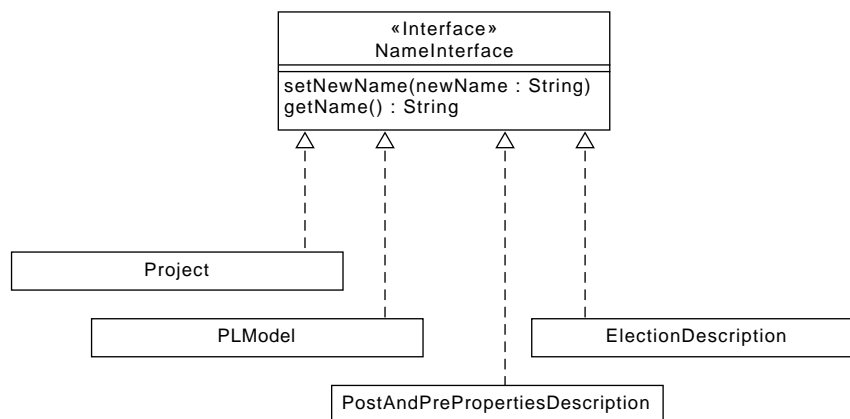 «Interface»
NameInterface
setNewName(newName : String)
getName() : String
Project
PLModel
ElectionDescription
PostAndPrePropertiesDescription